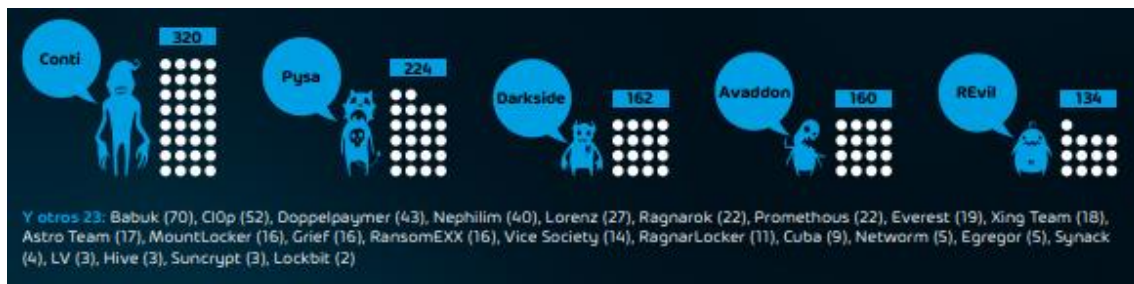 Conti
320
Pysa
224
Darkside
162
Avaddon
160
REvil
134
Y otros 23: Babuk (70), Cl0p (52), Doppelpaymer (43), Nephilim (40), Lorenz (27), Ragnarok (22), Promethous (22), Everest (19), Xing Team (18),
Astro Team (17), MountLocker (16), Grief (16), RansomEXX (16), Vice Society (14), RagnarLocker (11), Cuba (9), Networm (5), Egregor (5), Synack
(4), LV (3), Hive (3), Suncrypt (3), Lockbit (2)